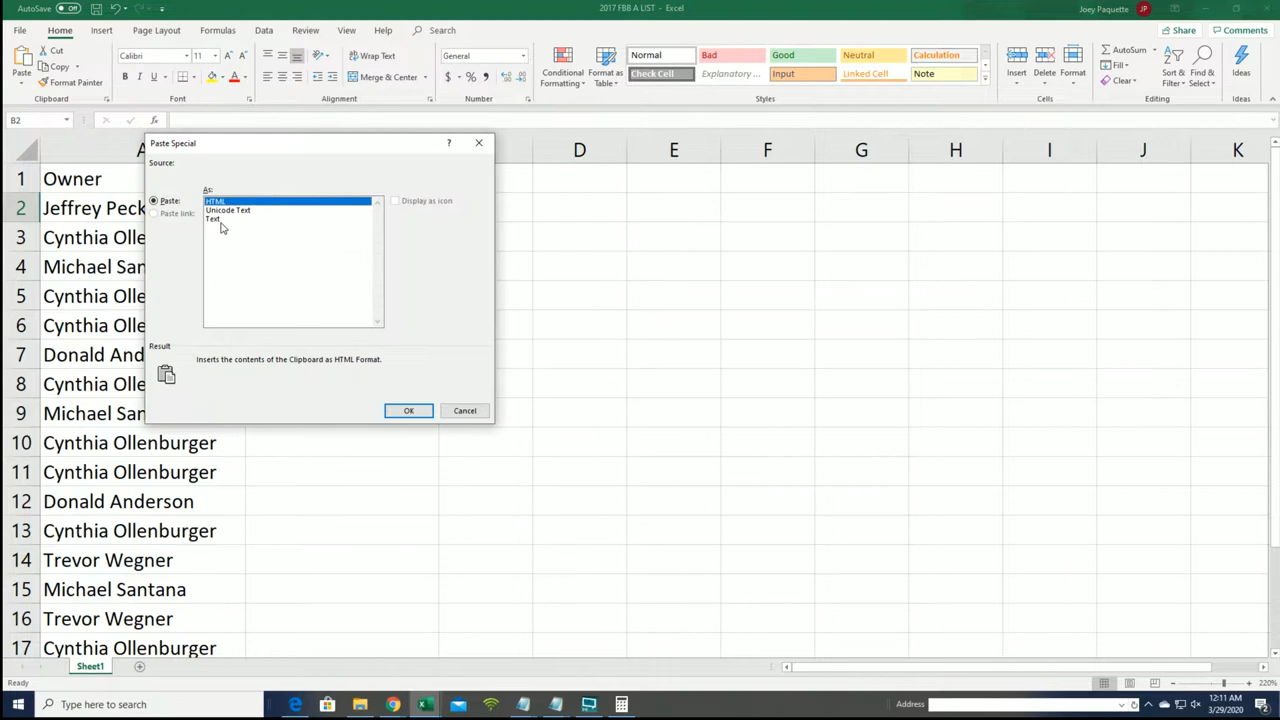 AutoSave Off 2017 FBB A LIST - Excel Joey Paquette JP
File Home Insert Page Layout Formulas Data Review View Help Search Share Comments
Cut Calibri 11 Wrap Text General Normal Bad Good Neutral Calculation AutoSum
Copy Fill
Paste Format Painter B I U Merge & Center $ % Conditional Formatting Format as Table Check Cell Explanatory ... Input Linked Cell Note Insert Delete Format Clear Sort & Filter Find & Select Ideas
Clipboard Font Alignment Number Styles Cells Editing Ideas
B2 fx
Paste Special ?
A D E F G H I J K
Source:
1 Owner
As:
Paste: HTML Display as icon
2 Jeffrey Peck Unicode Text
Paste link: Text
3 Cynthia Olle
4 Michael San
5 Cynthia Olle
6 Cynthia Olle
Result
7 Donald And Inserts the contents of the Clipboard as HTML Format.
8 Cynthia Olle
9 Michael San OK Cancel
10 Cynthia Ollenburger
11 Cynthia Ollenburger
12 Donald Anderson
13 Cynthia Ollenburger
14 Trevor Wegner
15 Michael Santana
16 Trevor Wegner
17 Cynthia Ollenburger
Sheet1
Ready 220%
Type here to search Address 12:11 AM
3/29/2020